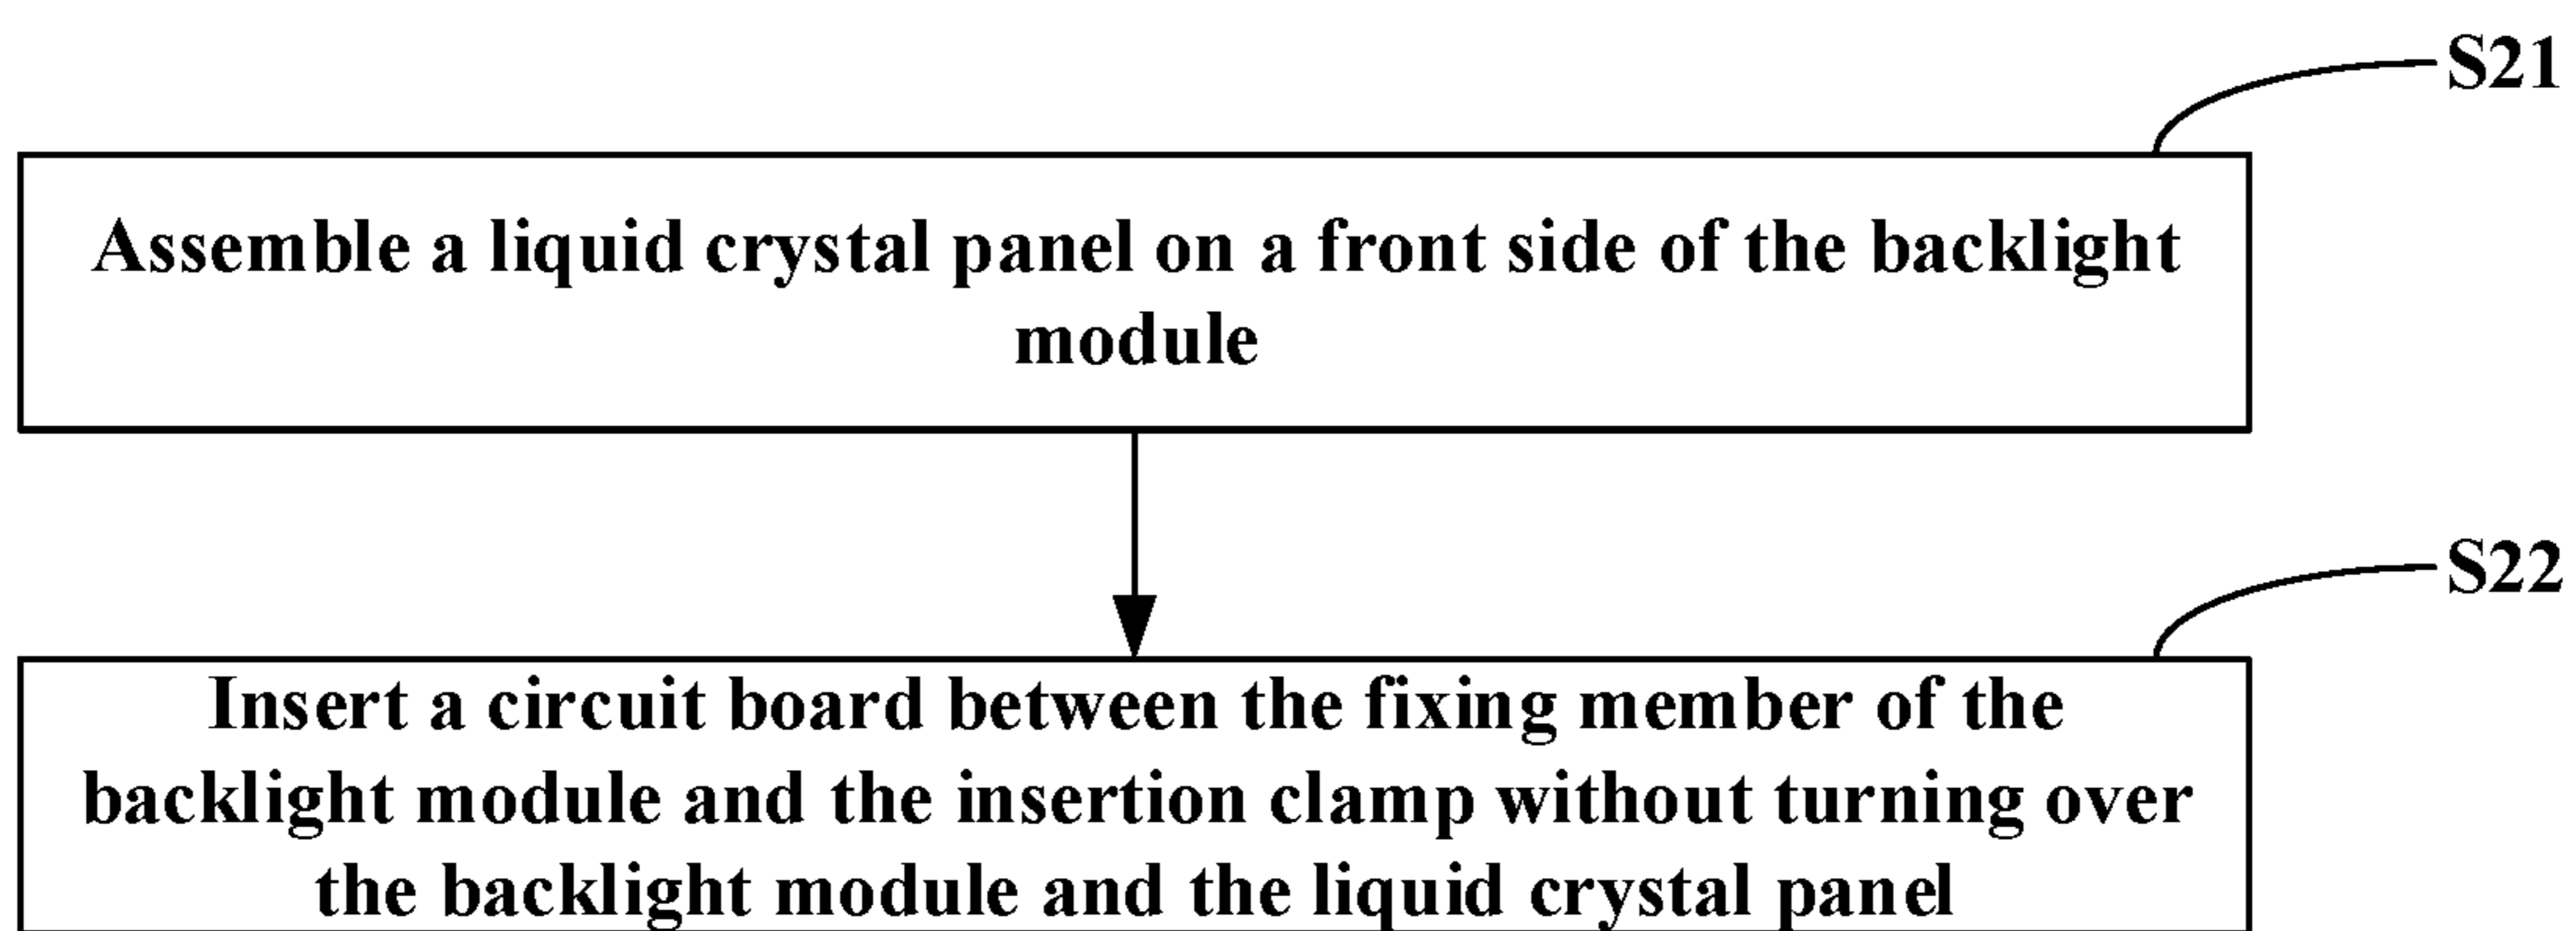 S21
Assemble a liquid crystal panel on a front side of the backlight
module
S22
Insert a circuit board between the fixing member of the
backlight module and the insertion clamp without turning over
the backlight module and the liquid crystal panel